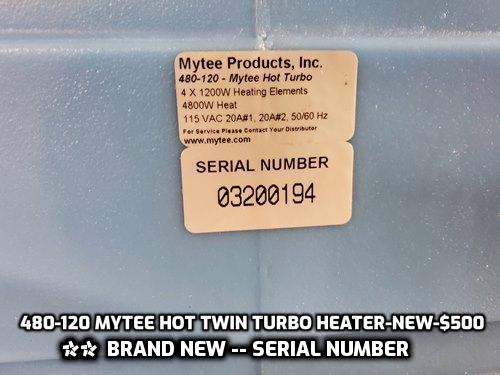 Mytee Products, Inc.
480-120 - Mytee Hot Turbo
4 X 1200W Heating Elements
4800W Heat
115 VAC 20A#1, 20A#2, 50/60 Hz
For Service Please Contact Your Distributor
www.mytee.com
SERIAL NUMBER
03200194
480-120 MYTEE HOT TWIN TURBO HEATER-NEW-$500
✰✰ BRAND NEW -- SERIAL NUMBER